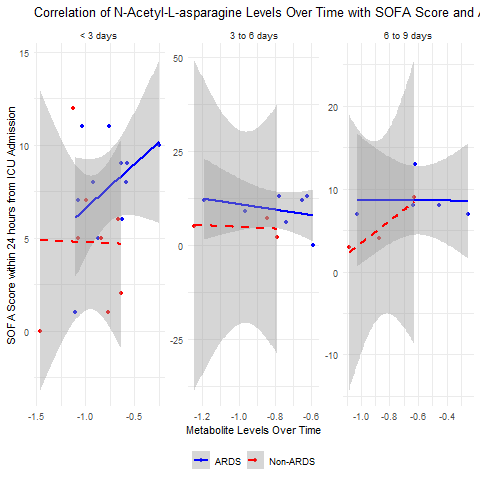 Correlation of N-Acetyl-L-asparagine Levels Over Time with SOFA Score and
< 3 days
3 to 6 days
6 to 9 days
SOFA Score within 24 hours from ICU Admission
15
10
5
0
50
25
0
-25
20
10
0
-10
-1.5
-1.0
-0.5
-1.2
-1.0
-0.8
-0.6
-1.0
-0.8
-0.6
-0.4
Metabolite Levels Over Time
ARDS
Non-ARDS